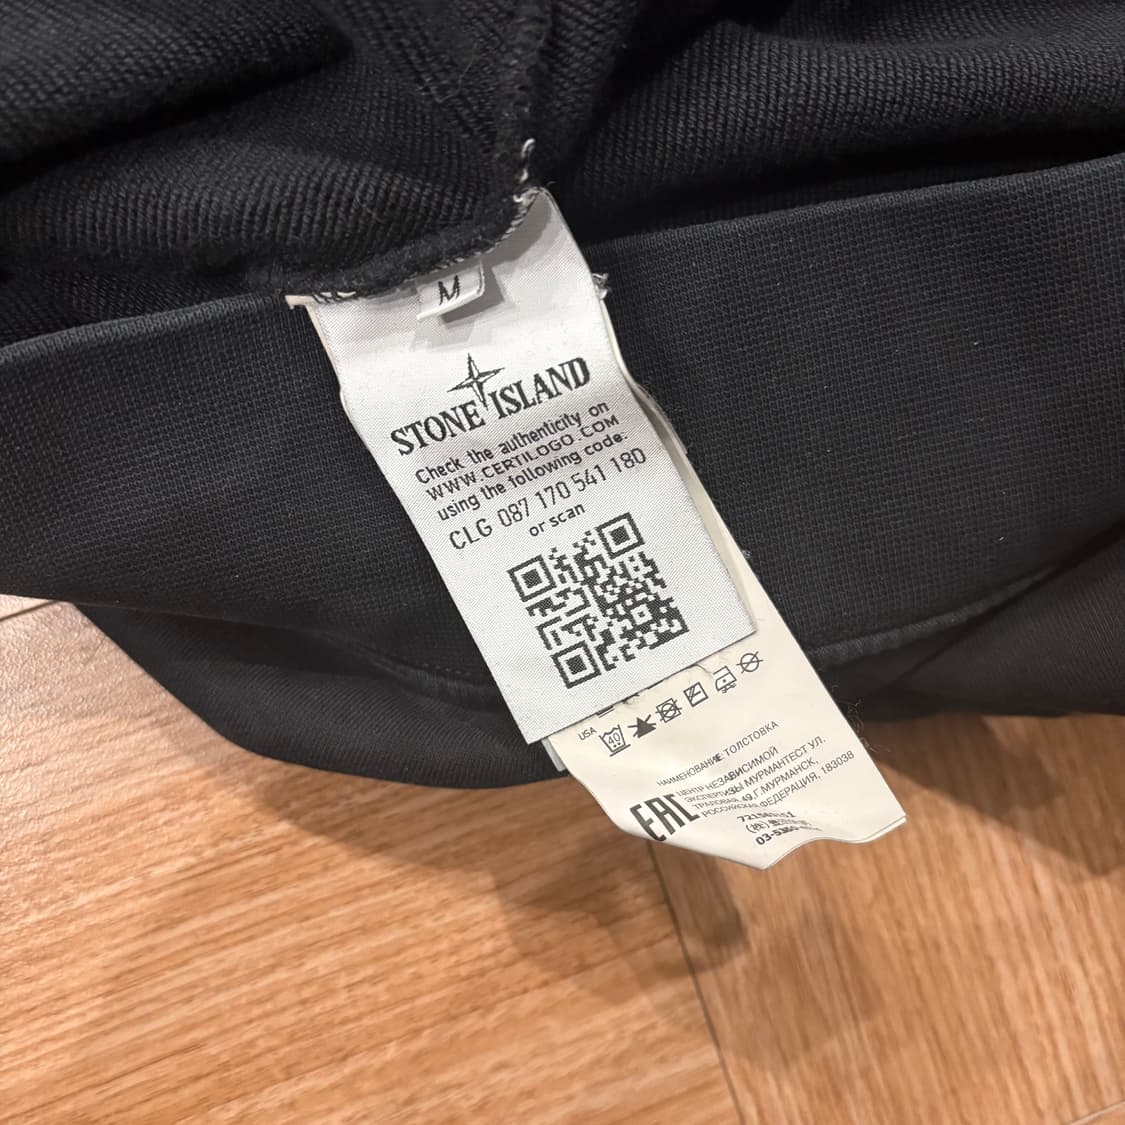 M
STONE ISLAND
Check the authenticity on
WWW.CERTILOGO.COM
using the following code:
CLG 087 170 541 180
or scan
USA
40
НАИМЕНОВАНИЕ:ТОЛСТОВКА
EAC
ЦЕНТР НЕЗАВИСИМОЙ
ЭКСПЕРТИЗЫ МУРМАНТЕСТ УЛ.
ТРАЛОВАЯ,49,Г.МУРМАНСК,
РОССИЙСКАЯ ФЕДЕРАЦИЯ, 183038